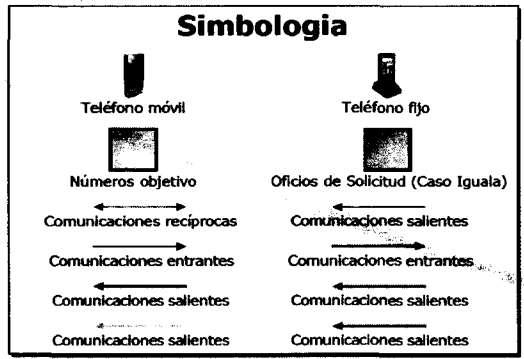 Simbologia
Teléfono móvil
Teléfono fijo
Números objetivo
Oficios de Solicitud (Caso Iguala)
Comunicaciones recíprocas
Comunicaciones salientes
Comunicaciones entrantes
Comunicaciones entrantes
Comunicaciones salientes
Comunicaciones salientes
Comunicaciones salientes
Comunicaciones salientes